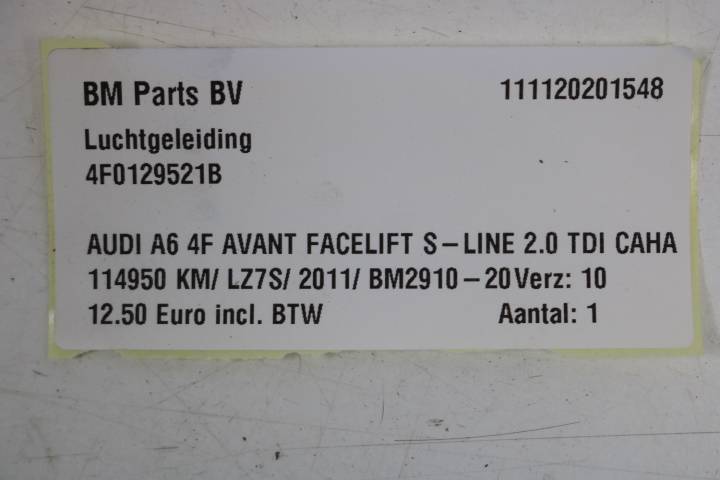 BM Parts BV 111120201548
Luchtgeleiding
4F0129521B
AUDI A6 4F AVANT FACELIFT S-LINE 2.0 TDI CAHA
114950 KM/ LZ7S/ 2011/ BM2910-20 Verz: 10
12.50 Euro incl. BTW Aantal: 1